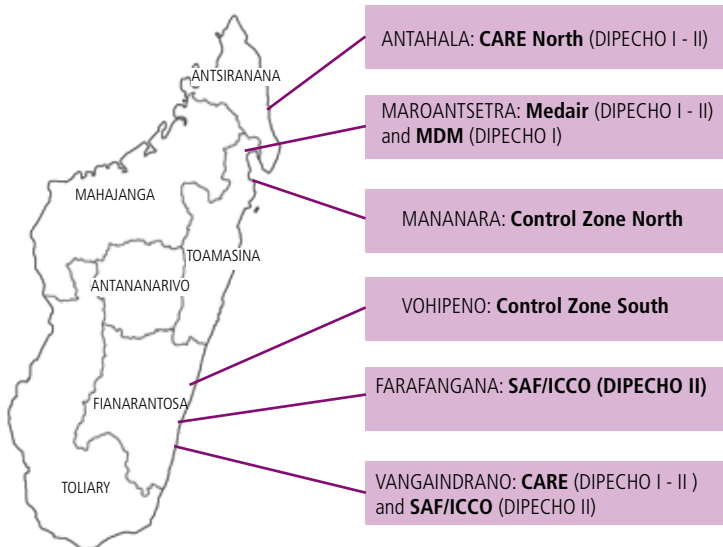 ANTAHALA: CARE North (DIPECHO I - II)
ANTSIRANANA
MAROANTSETRA: Medair (DIPECHO I - II)
and MDM (DIPECHO I)
MAHAJANGA
MANANARA: Control Zone North
TOAMASINA
ANTANANARIVO
VOHIPENO: Control Zone South
FARAFANGANA: SAF/ICCO (DIPECHO II)
FIANARANTOSA
TOLIARY
VANGAINDRANO: CARE (DIPECHO I - II )
and SAF/ICCO (DIPECHO II)